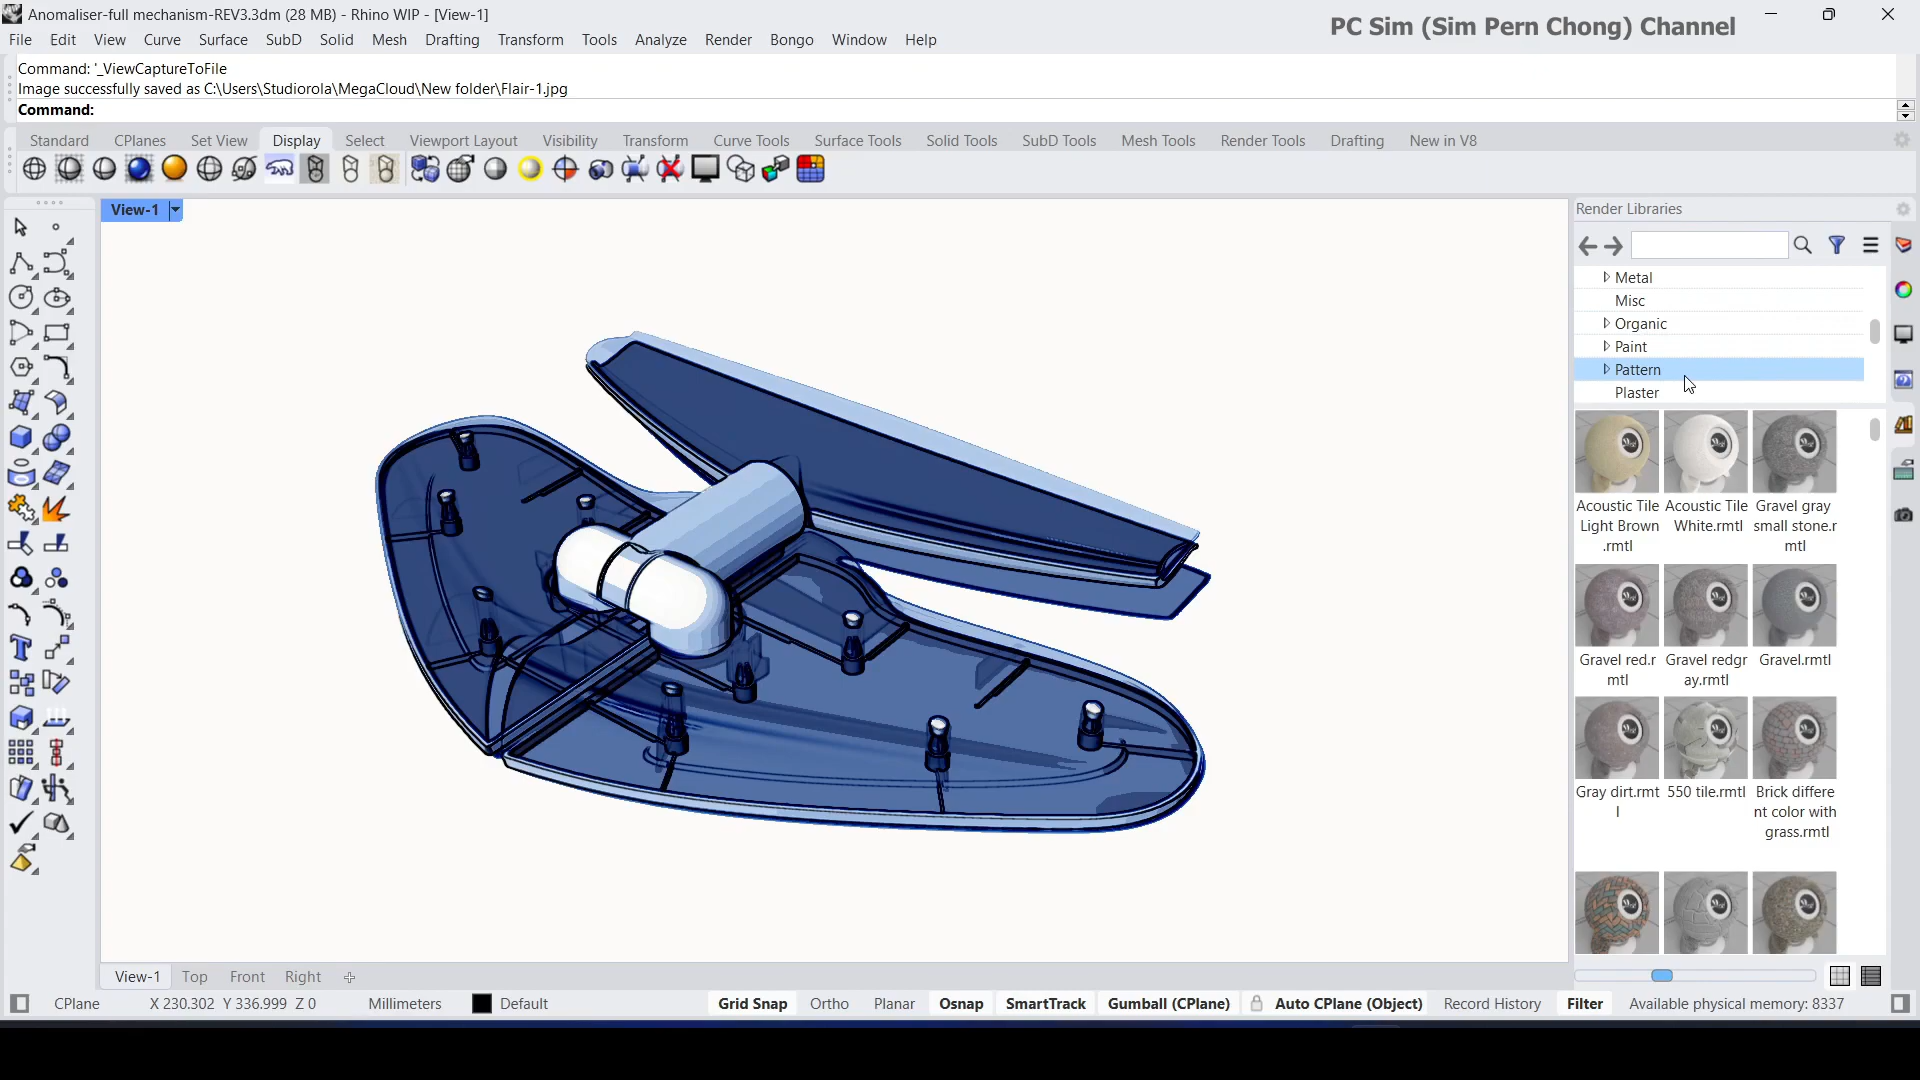 Anomaliser-full mechanism-REV3.3dm (28 MB) - Rhino WIP - [View-1]
PC Sim (Sim Pern Chong) Channel
File Edit View Curve Surface SubD Solid Mesh Drafting Transform Tools Analyze Render Bongo Window Help
Command: '_ViewCaptureToFile
Image successfully saved as C:\Users\Studiorola\MegaCloud\New folder\Flair-1.jpg
Command:
Standard CPlanes Set View Display Select Viewport Layout Visibility Transform Curve Tools Surface Tools Solid Tools SubD Tools Mesh Tools Render Tools Drafting New in V8
View-1
Render Libraries
Metal
Misc
Organic
Paint
Pattern
Plaster
Acoustic Tile Acoustic Tile Gravel gray
Light Brown White.rmtl small stone.r
.rmtl mtl
Gravel red.r Gravel redgr Gravel.rmtl
mtl ay.rmtl
Gray dirt.rmt 550 tile.rmtl Brick differe
l nt color with
grass.rmtl
View-1 Top Front Right
CPlane X 230.302 Y 336.999 Z 0 Millimeters Default Grid Snap Ortho Planar Osnap SmartTrack Gumball (CPlane) Auto CPlane (Object) Record History Filter Available physical memory: 8337